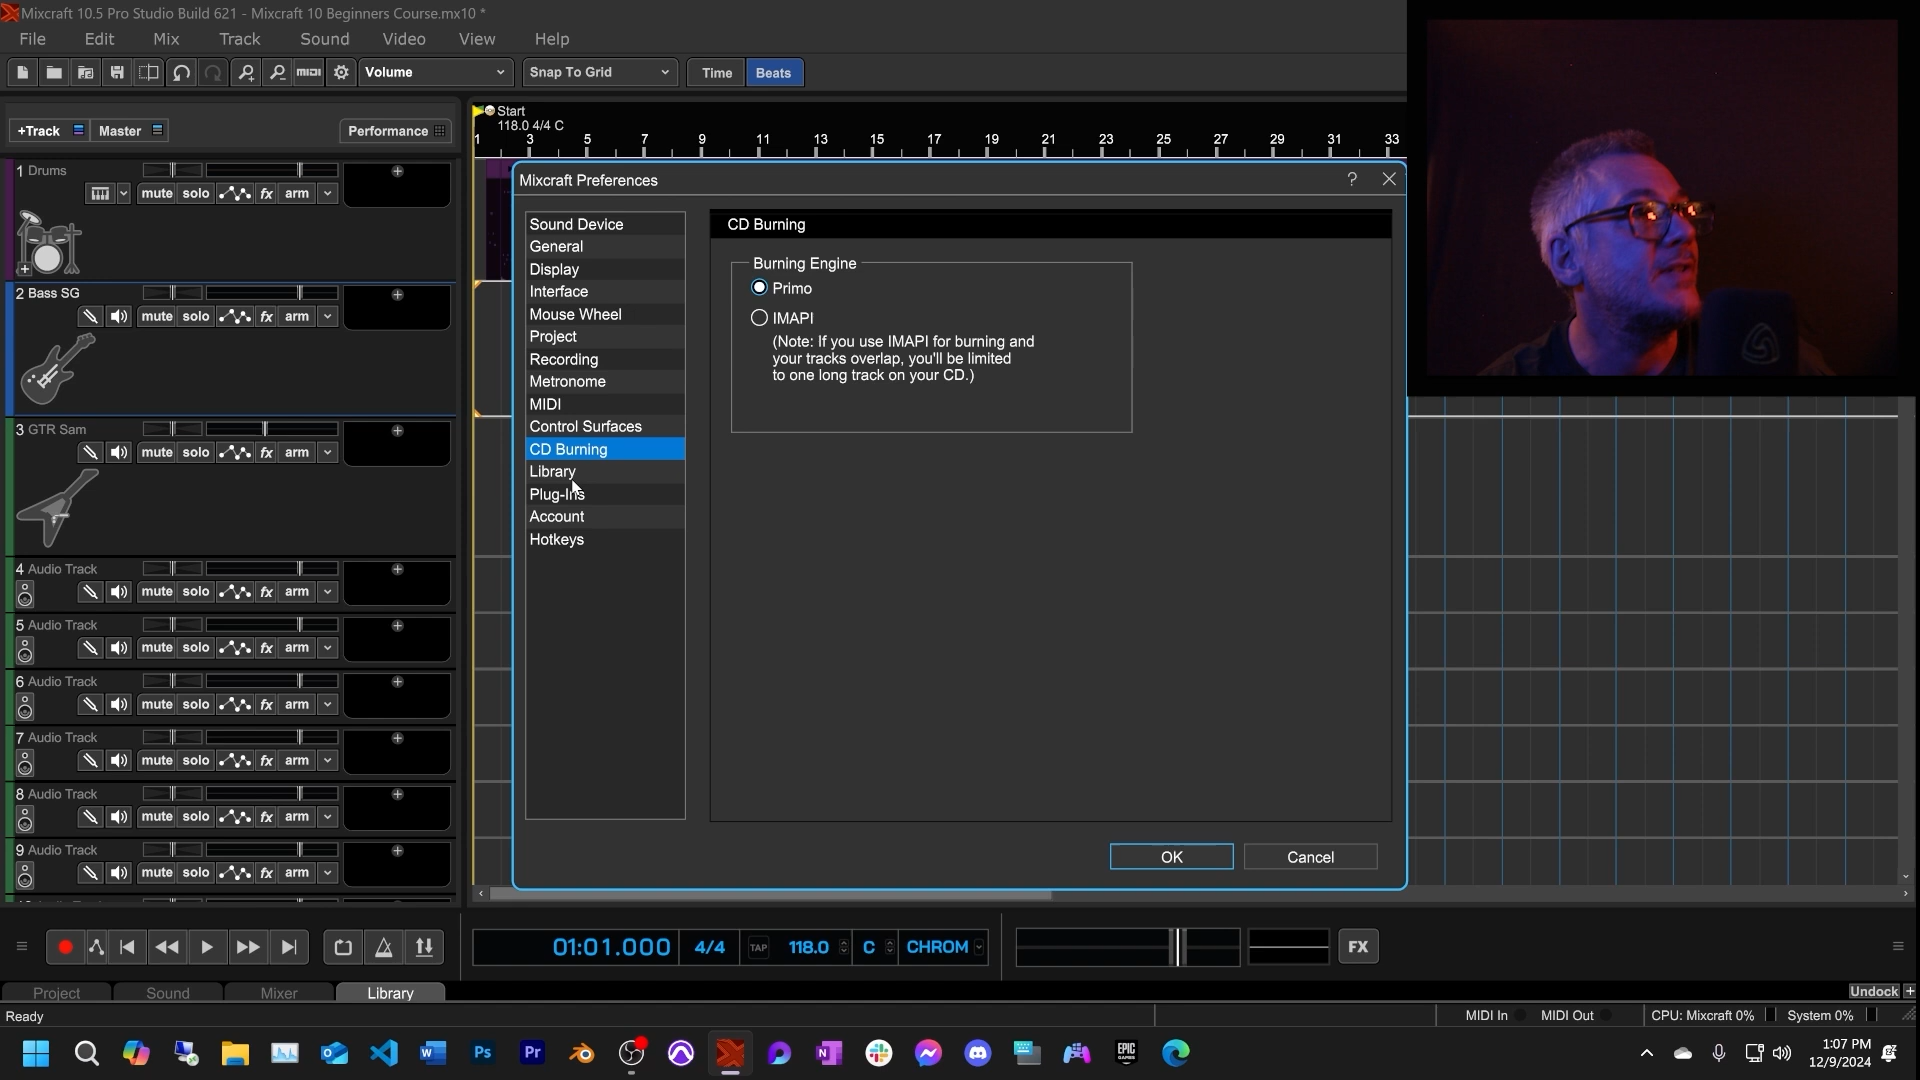 Mixcraft 10.5 Pro Studio Build 621 - Mixcraft 10 Beginners Course.mx10 *
File Edit Mix Track Sound Video View Help
MIDI Volume Snap To Grid Time Beats
+Track Master Performance
Start
118.0 4/4 C
1 3 5 7 9 11 13 15 17 19 21 23 25 27 29 31 33
1 Drums
mute solo fx arm
2 Bass SG
mute solo fx arm
3 GTR Sam
mute solo fx arm
4 Audio Track
mute solo fx arm
5 Audio Track
mute solo fx arm
6 Audio Track
mute solo fx arm
7 Audio Track
mute solo fx arm
8 Audio Track
mute solo fx arm
9 Audio Track
mute solo fx arm
Mixcraft Preferences ?
Sound Device
General
Display
Interface
Mouse Wheel
Project
Recording
Metronome
MIDI
Control Surfaces
CD Burning
Library
Plug-Ins
Account
Hotkeys
CD Burning
Burning Engine
Primo
IMAPI
(Note: If you use IMAPI for burning and
your tracks overlap, you'll be limited
to one long track on your CD.)
OK Cancel
01:01.000 4/4 TAP 118.0 C CHROM FX
Project Sound Mixer Library Undock +
Ready MIDI In MIDI Out CPU: Mixcraft 0% System 0%
W Ps Pr N EPIC GAMES 1:07 PM
12/9/2024